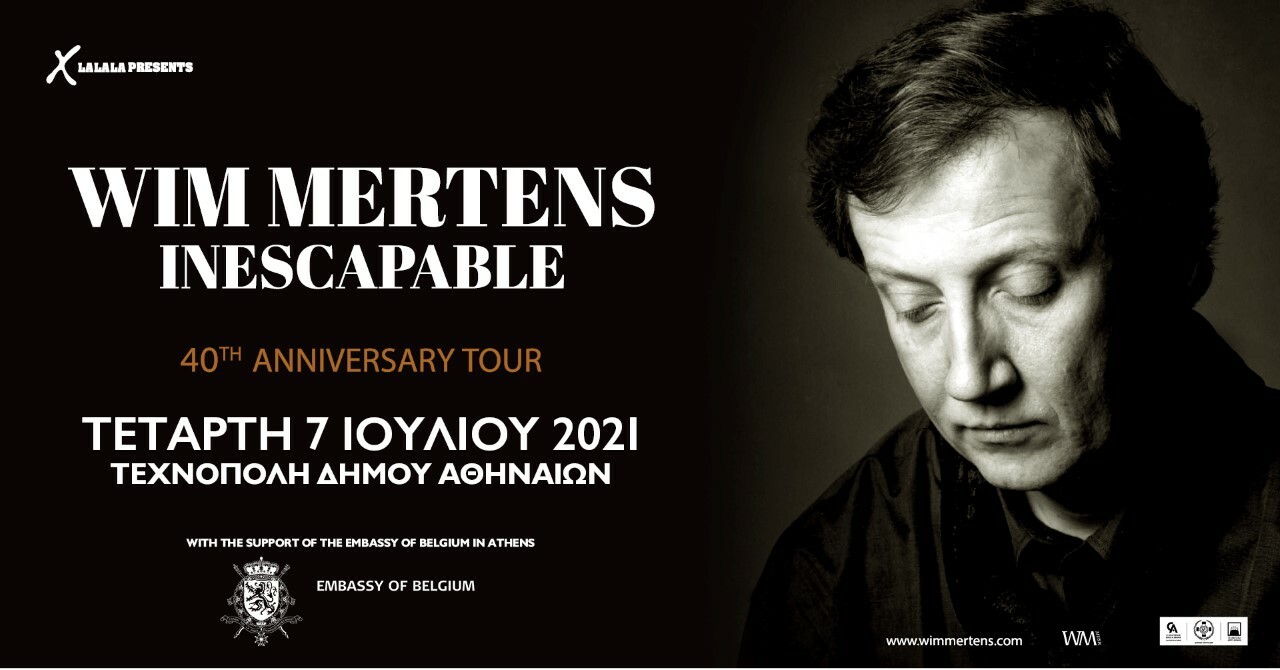 X LALALA PRESENTS
WIM MERTENS
INESCAPABLE
40TH ANNIVERSARY TOUR
ΤΕΤΑΡΤΗ 7 ΙΟΥΛΙΟΥ 2021
ΤΕΧΝΟΠΟΛΗ ΔΗΜΟΥ ΑΘΗΝΑΙΩΝ
WITH THE SUPPORT OF THE EMBASSY OF BELGIUM IN ATHENS
EMBASSY OF BELGIUM
www.wimmertens.com
WM